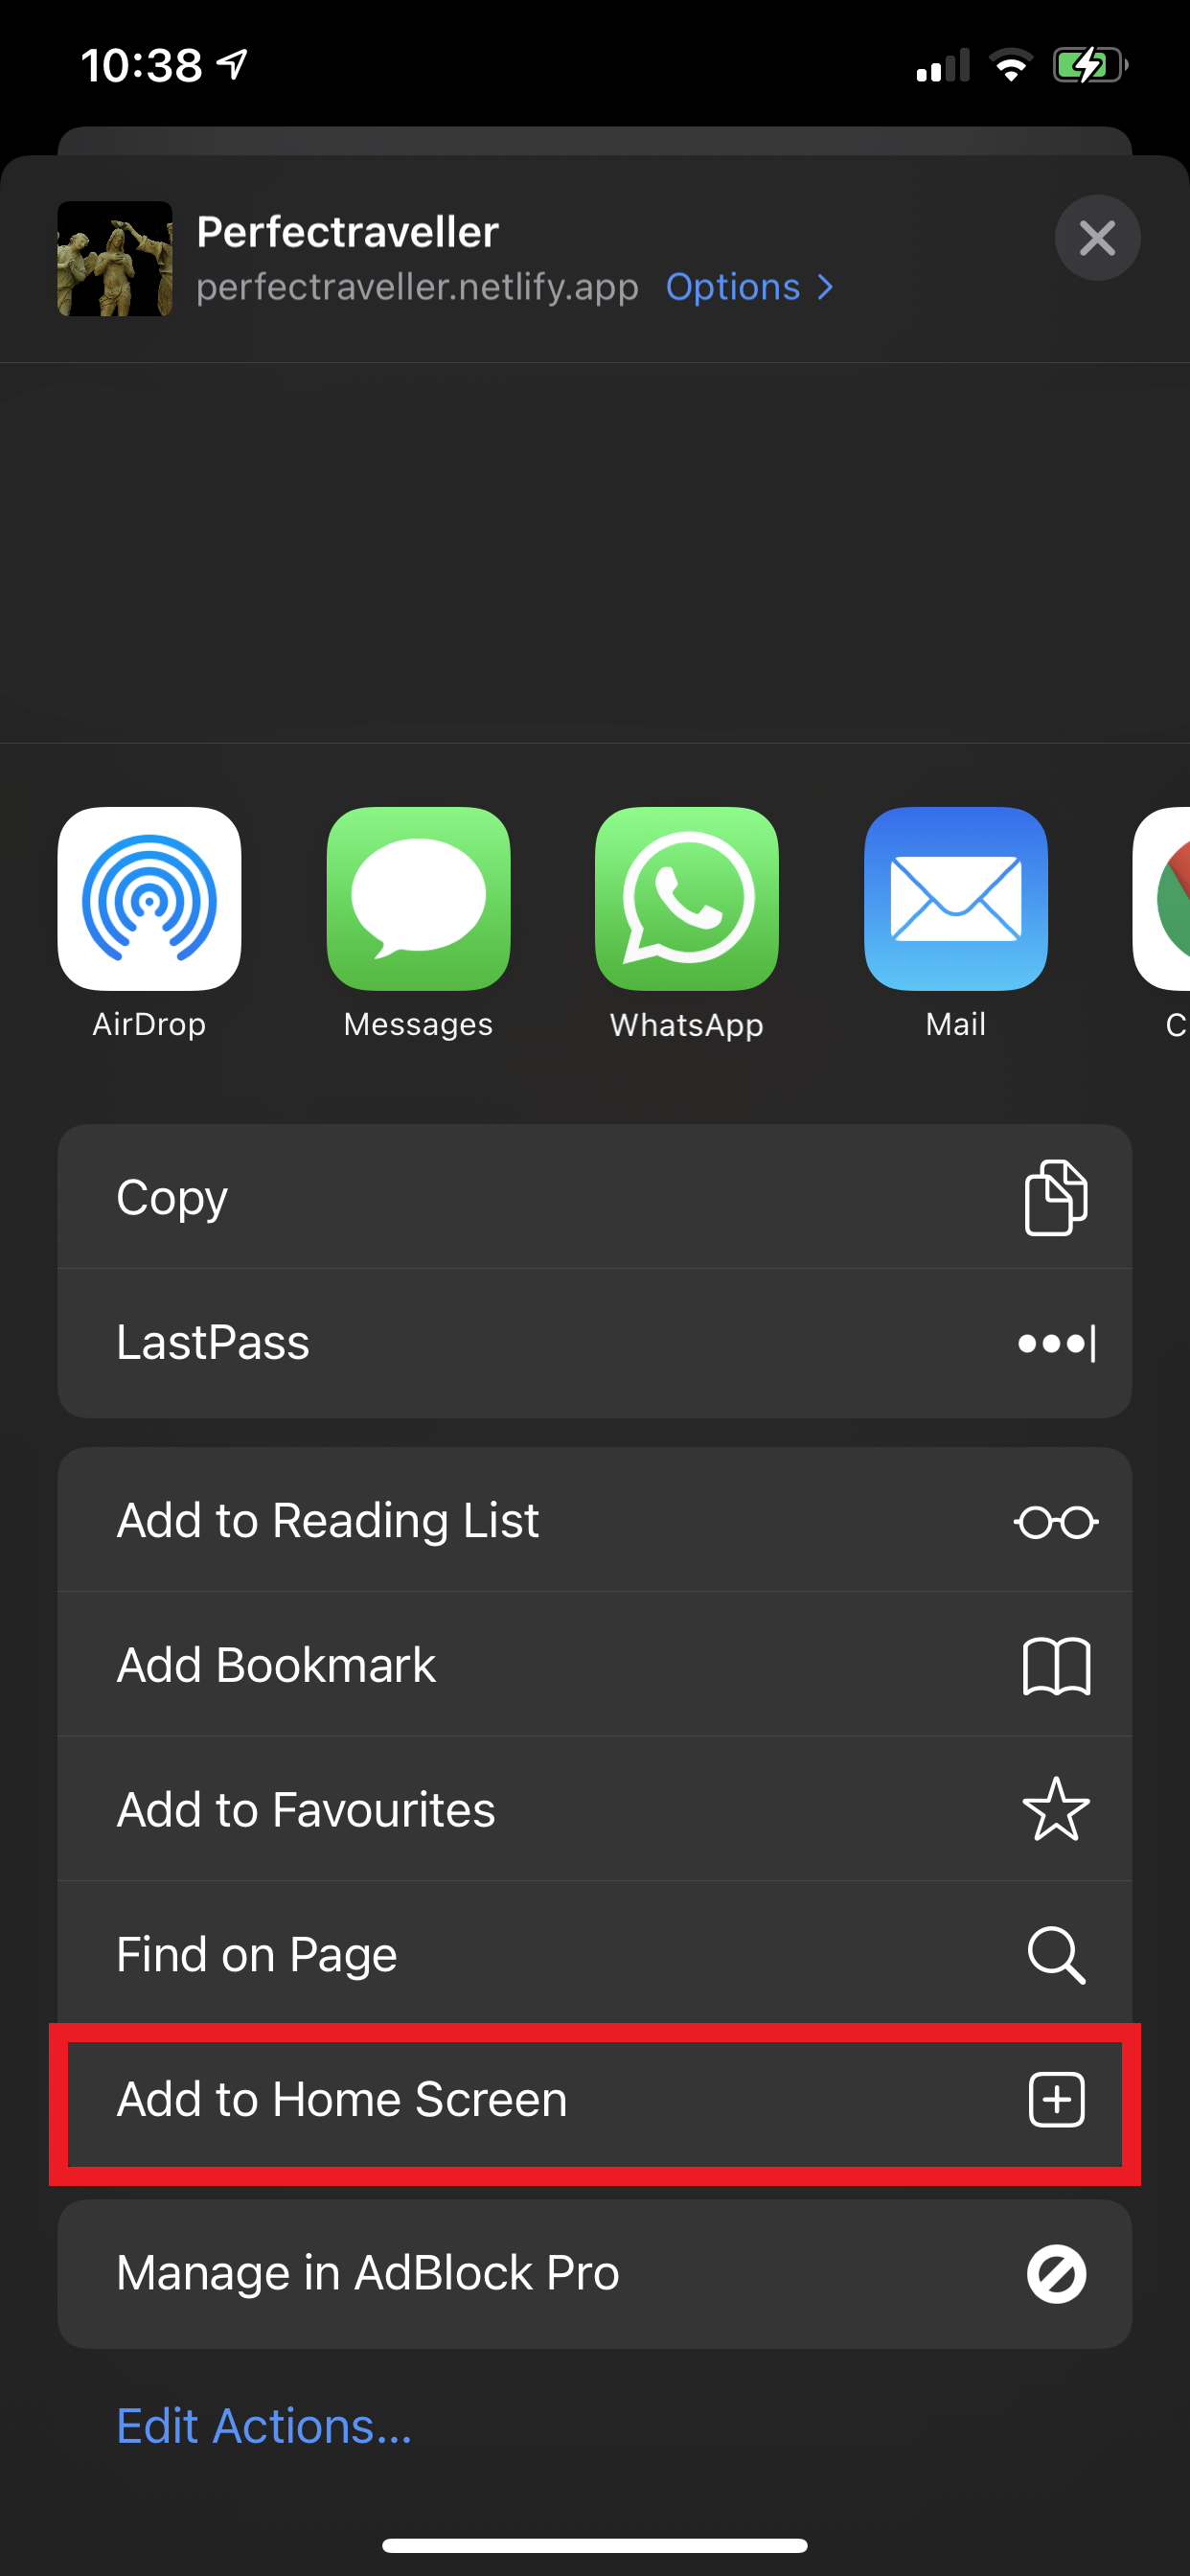 10:38
Perfectraveller
perfectraveller.netlify.app Options >
AirDrop Messages WhatsApp Mail C
Copy
LastPass
Add to Reading List
Add Bookmark
Add to Favourites
Find on Page
Add to Home Screen
Manage in AdBlock Pro
Edit Actions...